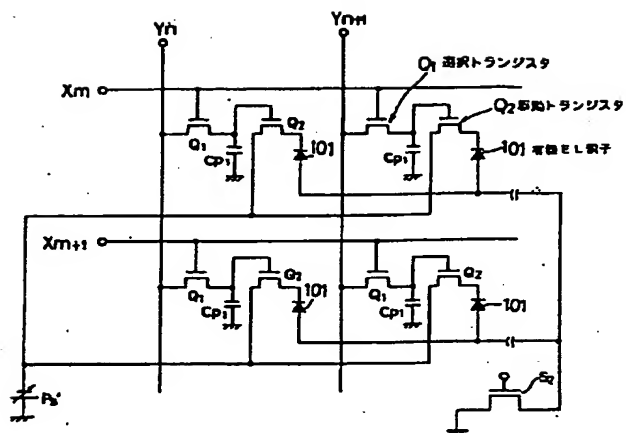 Yn Yn+1
Q1 選択トランジスタ
Xm
Q2 駆動トランジスタ
Q1 Q2 Q1
Cp1 101 Cp1 101 有機EL素子
Xm+1
Q1 Q2 Q1 Q2
Cp1 101 Cp1 101